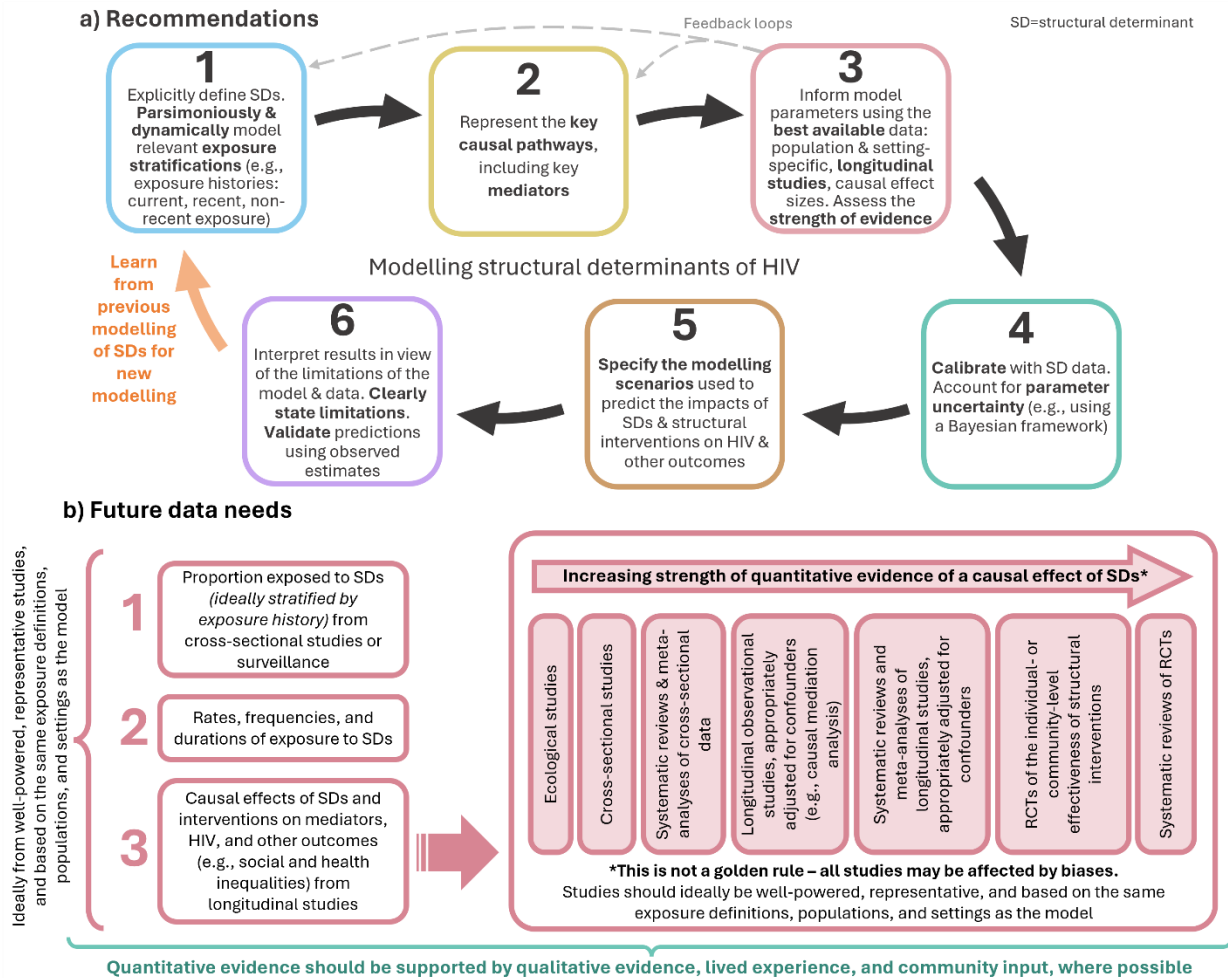 a) Recommendations
SD=structural determinant
Feedback loops
1
Explicitly define SDs.
Parsimoniously &
dynamically model
relevant exposure
stratifications (e.g.,
exposure histories:
current, recent, non-
recent exposure)
2
Represent the key
causal pathways,
including key
mediators
3
Inform model
parameters using the
best available data:
population & setting-
specific, longitudinal
studies, causal effect
sizes. Assess the
strength of evidence
Modelling structural determinants of HIV
4
Calibrate with SD data.
Account for parameter
uncertainty (e.g., using
a Bayesian framework)
5
Specify the modelling
scenarios used to
predict the impacts of
SDs & structural
interventions on HIV &
other outcomes
6
Interpret results in view
of the limitations of the
model & data. Clearly
state limitations.
Validate predictions
using observed
estimates
Learn
from
previous
modelling
of SDs for
new
modelling
b) Future data needs
Ideally from well-powered, representative studies,
and based on the same exposure definitions,
populations, and settings as the model
1
Proportion exposed to SDs
(ideally stratified by
exposure history) from
cross-sectional studies or
surveillance
2
Rates, frequencies, and
durations of exposure to SDs
3
Causal effects of SDs and
interventions on mediators,
HIV, and other outcomes
(e.g., social and health
inequalities) from
longitudinal studies
Increasing strength of quantitative evidence of a causal effect of SDs*
Ecological studies
Cross-sectional studies
Systematic reviews & meta-
analyses of cross-sectional
data
Longitudinal observational
studies, appropriately
adjusted for confounders
(e.g., causal mediation
analysis)
Systematic reviews and
meta-analyses of
longitudinal studies,
appropriately adjusted for
confounders
RCTs of the individual- or
community-level
effectiveness of structural
interventions
Systematic reviews of RCTs
*This is not a golden rule – all studies may be affected by biases.
Studies should ideally be well-powered, representative, and based on the same
exposure definitions, populations, and settings as the model
Quantitative evidence should be supported by qualitative evidence, lived experience, and community input, where possible